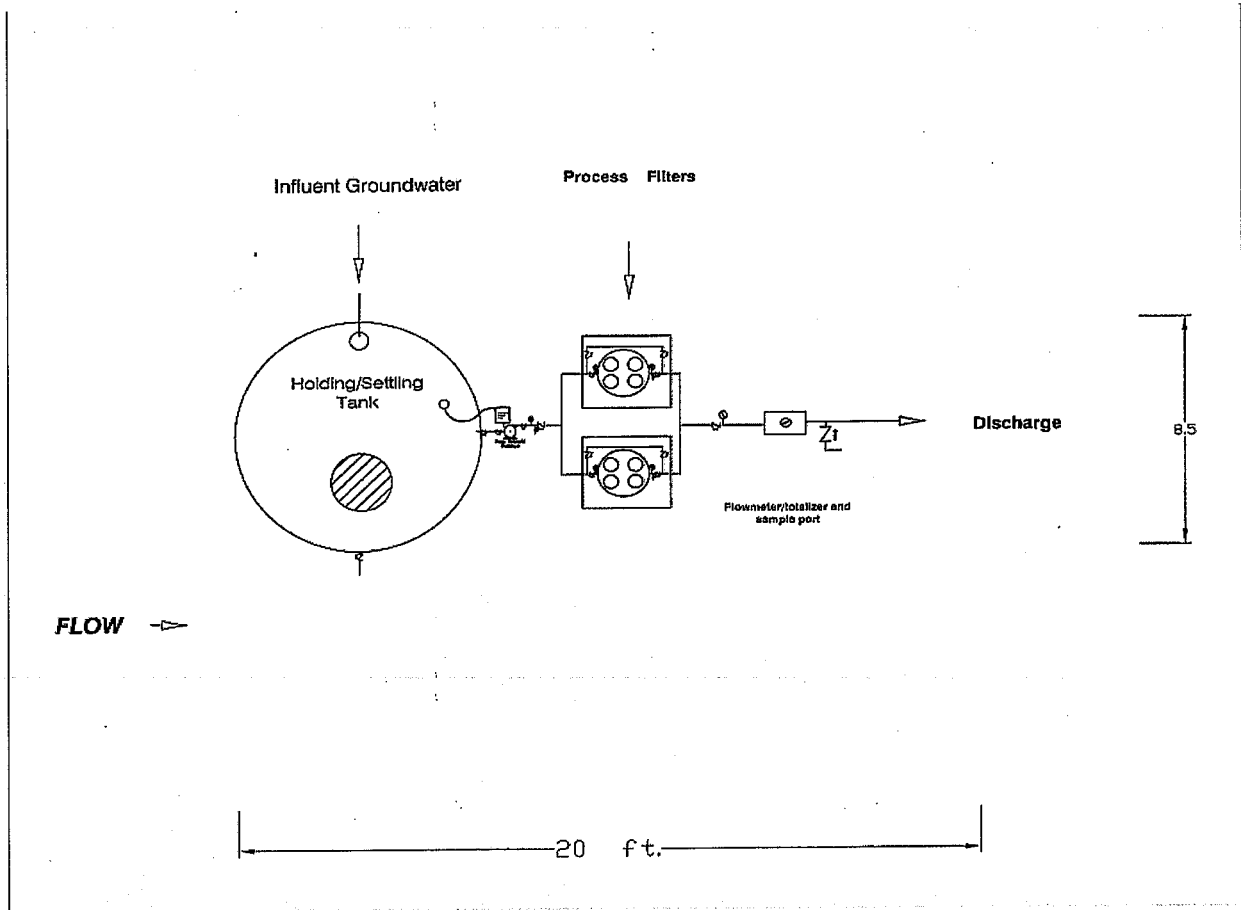 Influent Groundwater
Process Filters
Holding/Settling
Tank
Discharge
8.5
Flowmeter/totalizer and
sample port
FLOW
20 ft.